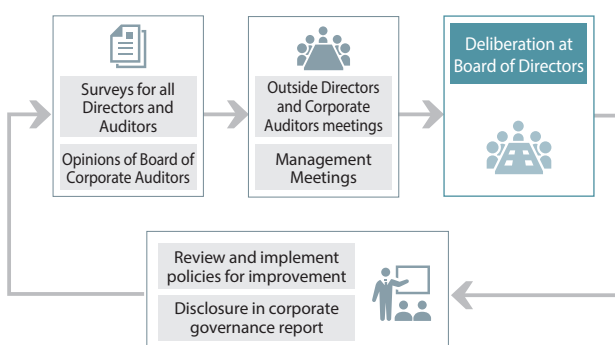 Surveys for all
Directors and
Auditors
Opinions of Board of
Corporate Auditors
Outside Directors
and Corporate
Auditors meetings
Management
Meetings
Deliberation at
Board of Directors
Review and implement
policies for improvement
Disclosure in corporate
governance report